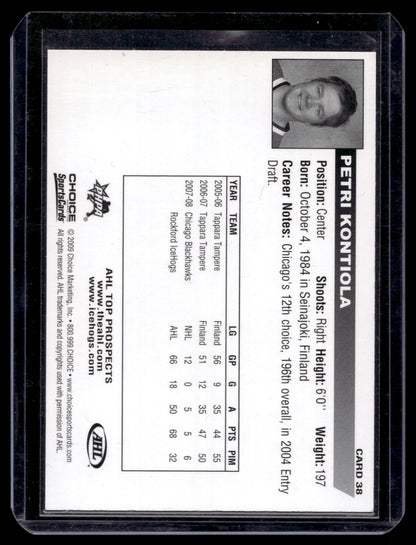 CARD 38
PETRI KONTIOLA
Position: Center Shoots: Right Height: 6'0" Weight: 197
Born: October 4, 1984 in Seinajoki, Finland
Career Notes: Chicago's 12th choice, 196th overall, in 2004 Entry
Draft.
YEAR TEAM LG GP G A PTS PIM
2005-06 Tappara Tampere Finland 56 9 35 44 55
2006-07 Tappara Tampere Finland 51 12 35 47 50
2007-08 Chicago Blackhawks NHL 12 0 5 5 6
Rockford IceHogs AHL 66 18 50 68 32
AHL TOP PROSPECTS
www.theahl.com
www.icehogs.com
AHL
CHOICE
SportsCards
© 2009 Choice Marketing, Inc. • 800 999 CHOICE • www.choicesportscards.com
All rights reserved. AHL trademarks and copyrights used with permission of AHL.